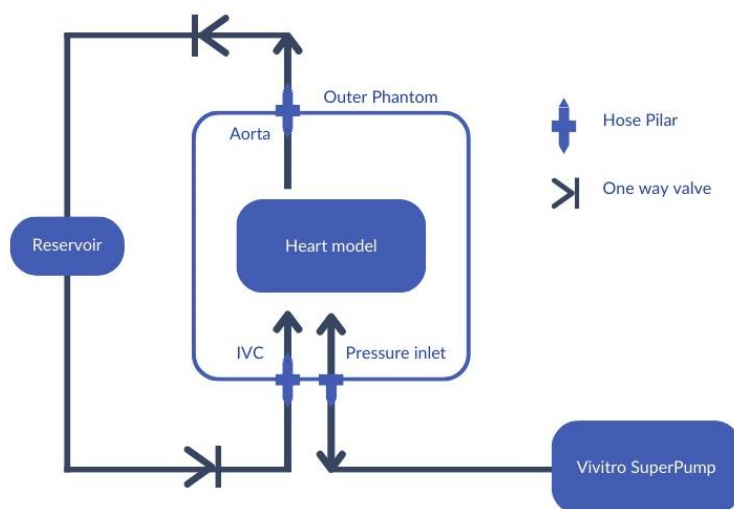 Outer Phantom
Aorta
Hose Pilar
One way valve
Reservoir
Heart model
IVC
Pressure inlet
Vivitro SuperPump